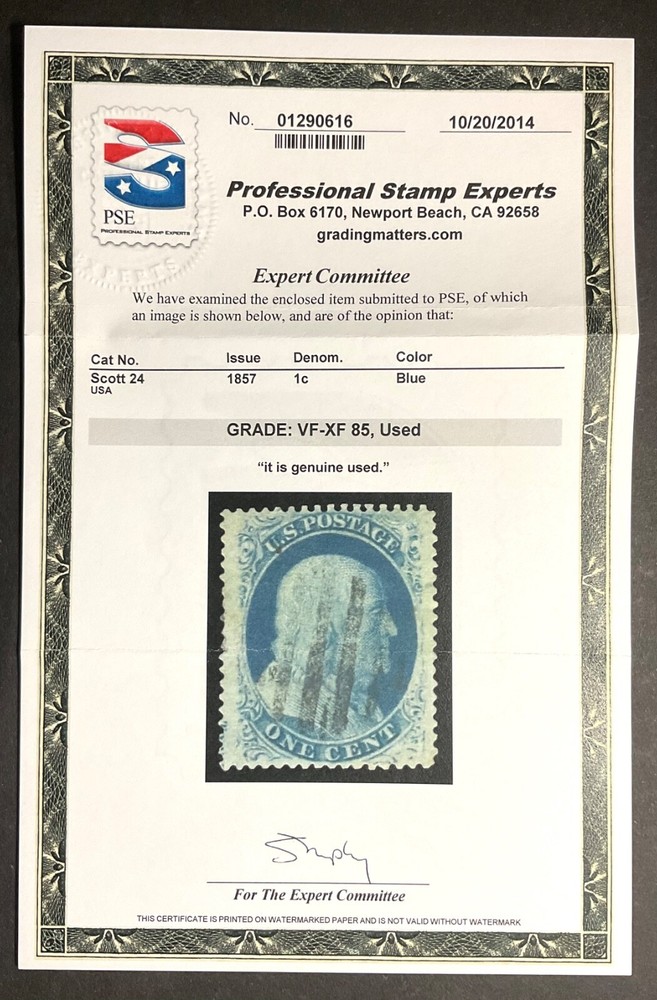 No. 01290616 10/20/2014
PSE
PROFESSIONAL STAMP EXPERTS
Professional Stamp Experts
P.O. Box 6170, Newport Beach, CA 92658
gradingmatters.com
EXPERTS
Expert Committee
We have examined the enclosed item submitted to PSE, of which
an image is shown below, and are of the opinion that:
Cat No. Issue Denom. Color
Scott 24 1857 1c Blue
USA
GRADE: VF-XF 85, Used
“it is genuine used.”
U.S. POSTAGE
ONE CENT
For The Expert Committee
THIS CERTIFICATE IS PRINTED ON WATERMARKED PAPER AND IS NOT VALID WITHOUT WATERMARK